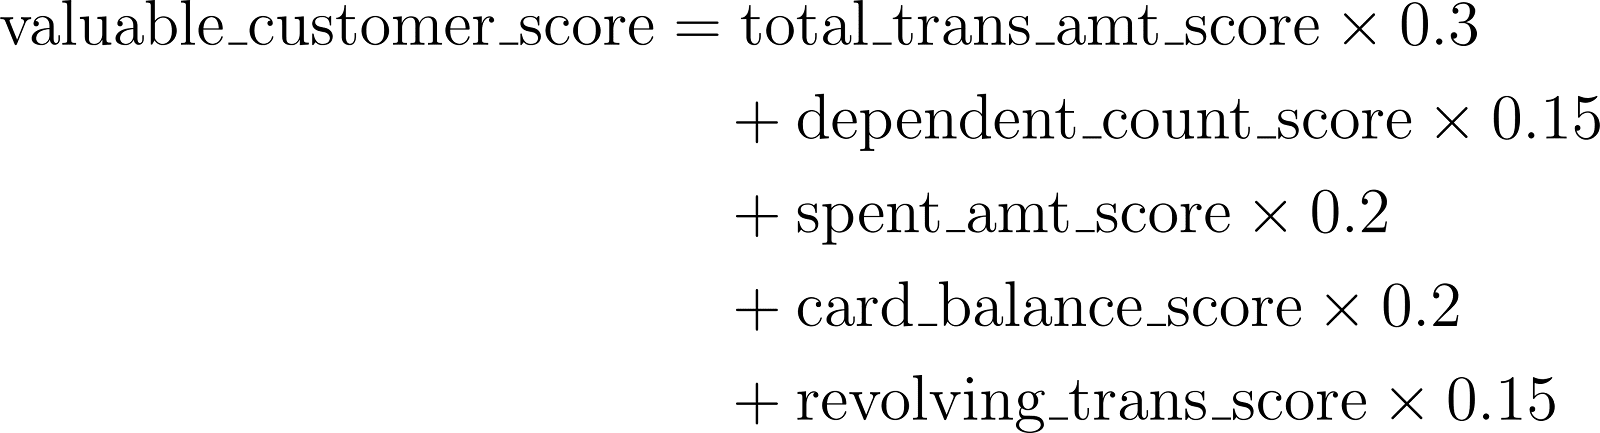 valuable_customer_score = total_trans_amt_score × 0.3
+ dependent_count_score × 0.15
+ spent_amt_score × 0.2
+ card_balance_score × 0.2
+ revolving_trans_score × 0.15